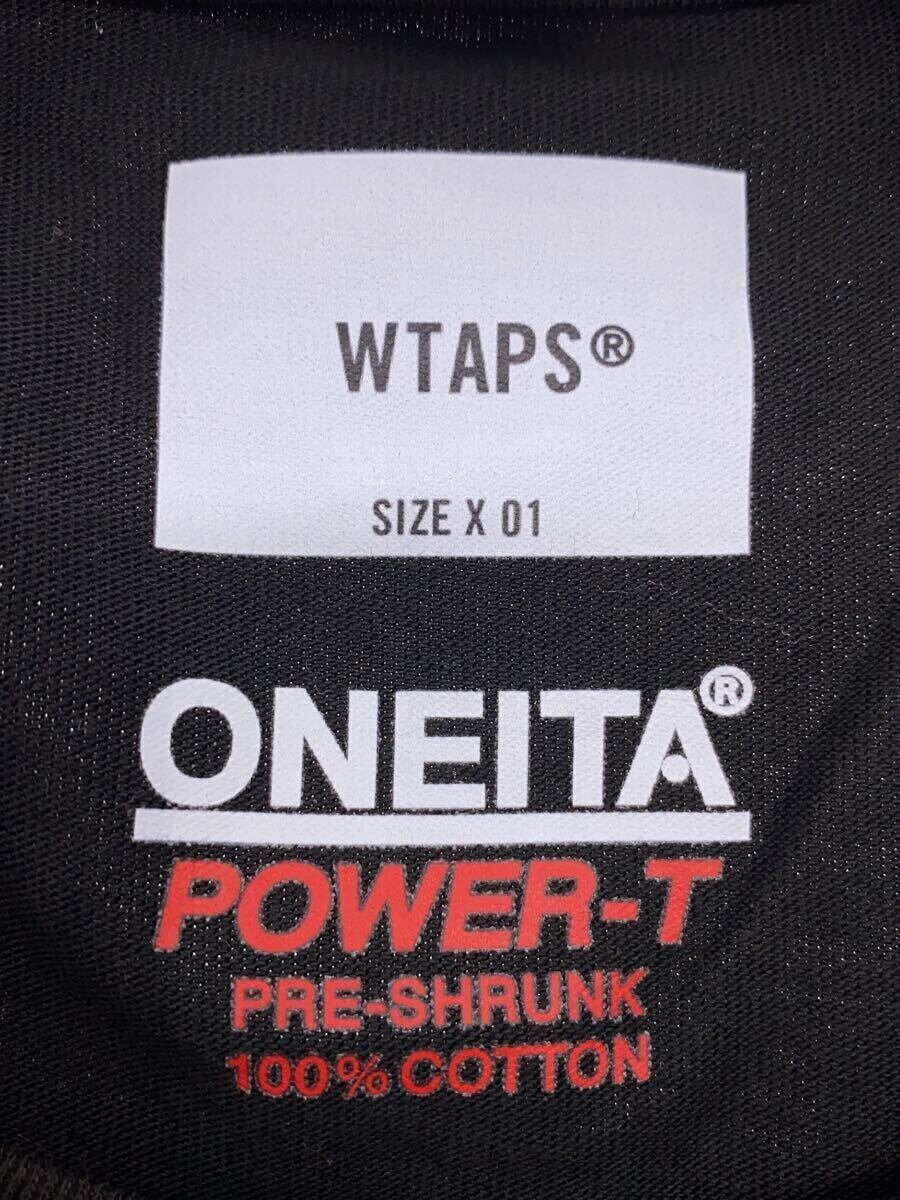 WTAPS®
SIZE X 01
ONEITA®
POWER-T
PRE-SHRUNK
100% COTTON